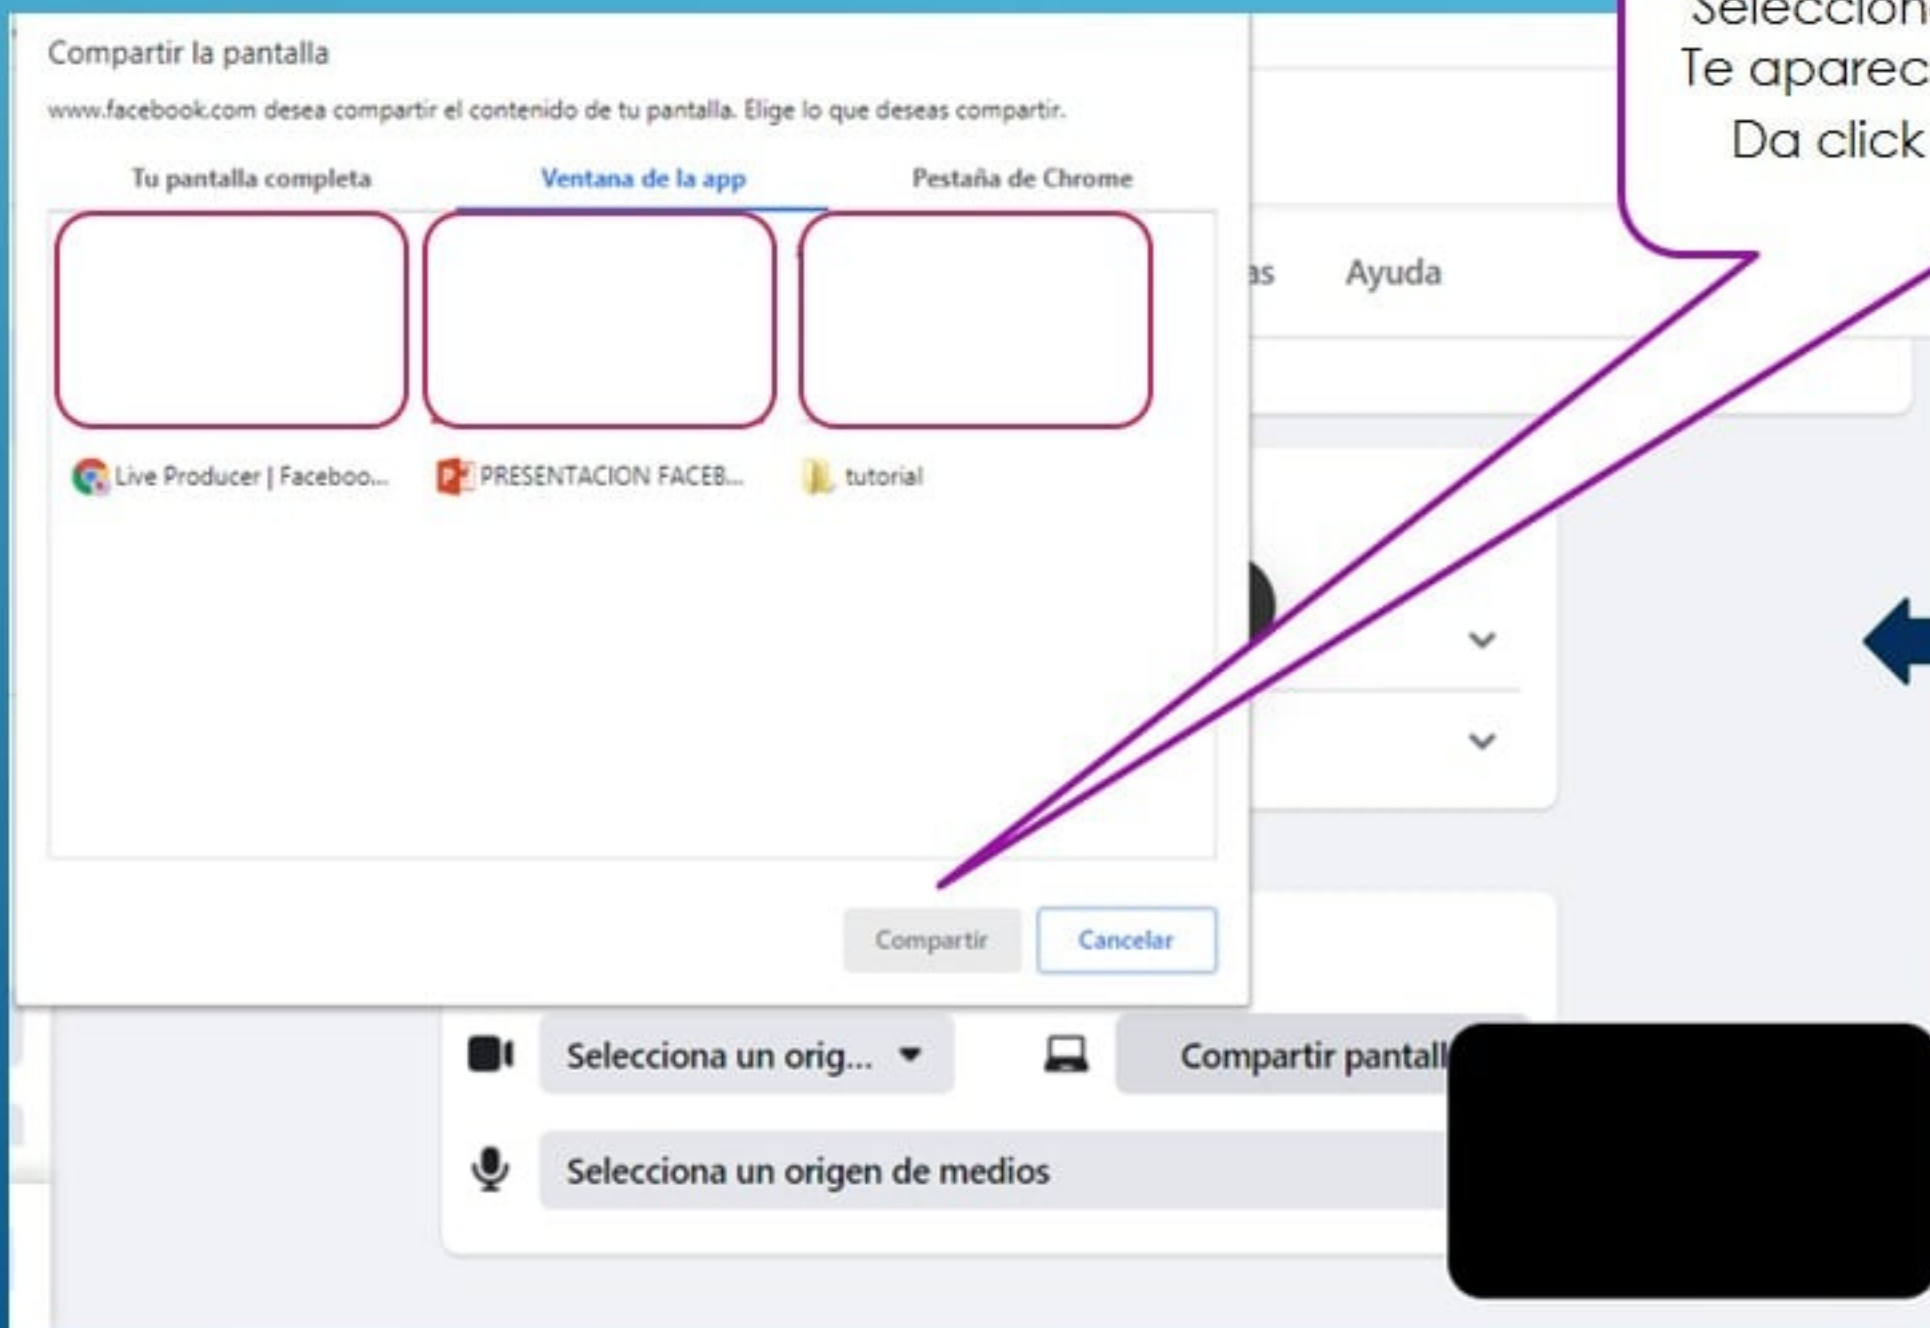 Compartir la pantalla
www.facebook.com desea compartir el contenido de tu pantalla. Elige lo que deseas compartir.
Tu pantalla completa Ventana de la app Pestaña de Chrome
Live Producer | Faceboo... PRESENTACION FACEB... tutorial
Compartir Cancelar
Te aparec
Da click
Ayuda
Selecciona un orig... Compartir pantall
Selecciona un origen de medios